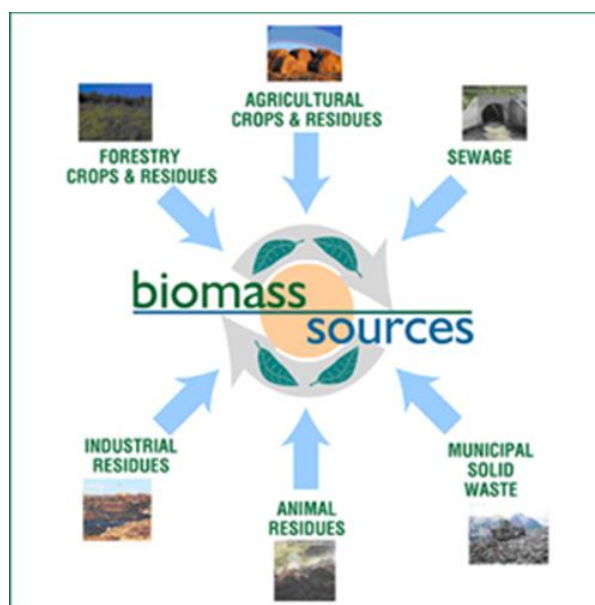 AGRICULTURAL
CROPS & RESIDUES
FORESTRY
CROPS & RESIDUES
SEWAGE
biomass
sources
INDUSTRIAL
RESIDUES
ANIMAL
RESIDUES
MUNICIPAL
SOLID
WASTE